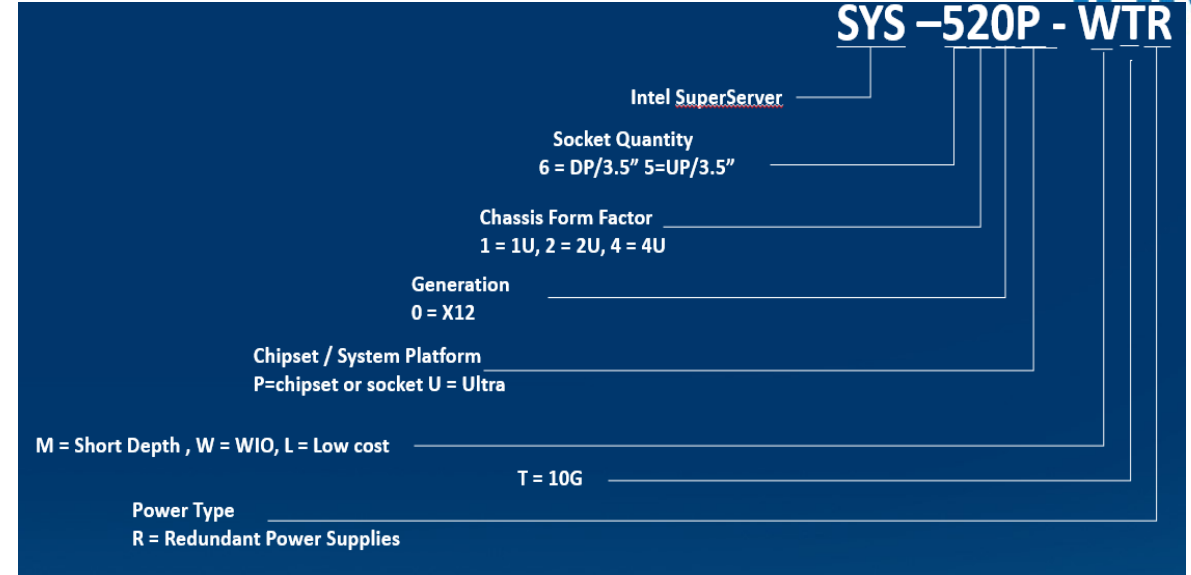 SYS –520P - WTR
Intel SuperServer
Socket Quantity
6 = DP/3.5” 5=UP/3.5”
Chassis Form Factor
1 = 1U, 2 = 2U, 4 = 4U
Generation
0 = X12
Chipset / System Platform
P=chipset or socket U = Ultra
M = Short Depth , W = WIO, L = Low cost
T = 10G
Power Type
R = Redundant Power Supplies